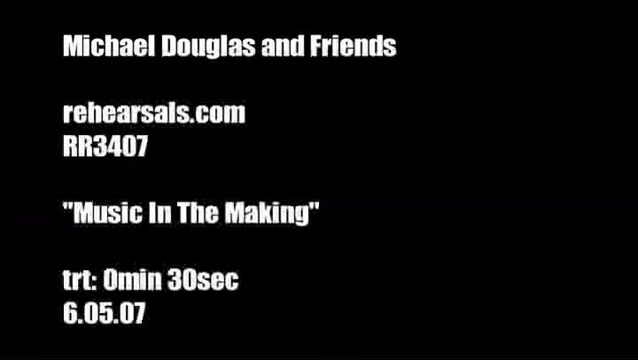 Michael Douglas and Friends
rehearsals.com
RR3407
"Music In The Making"
trt: 0min 30sec
6.05.07